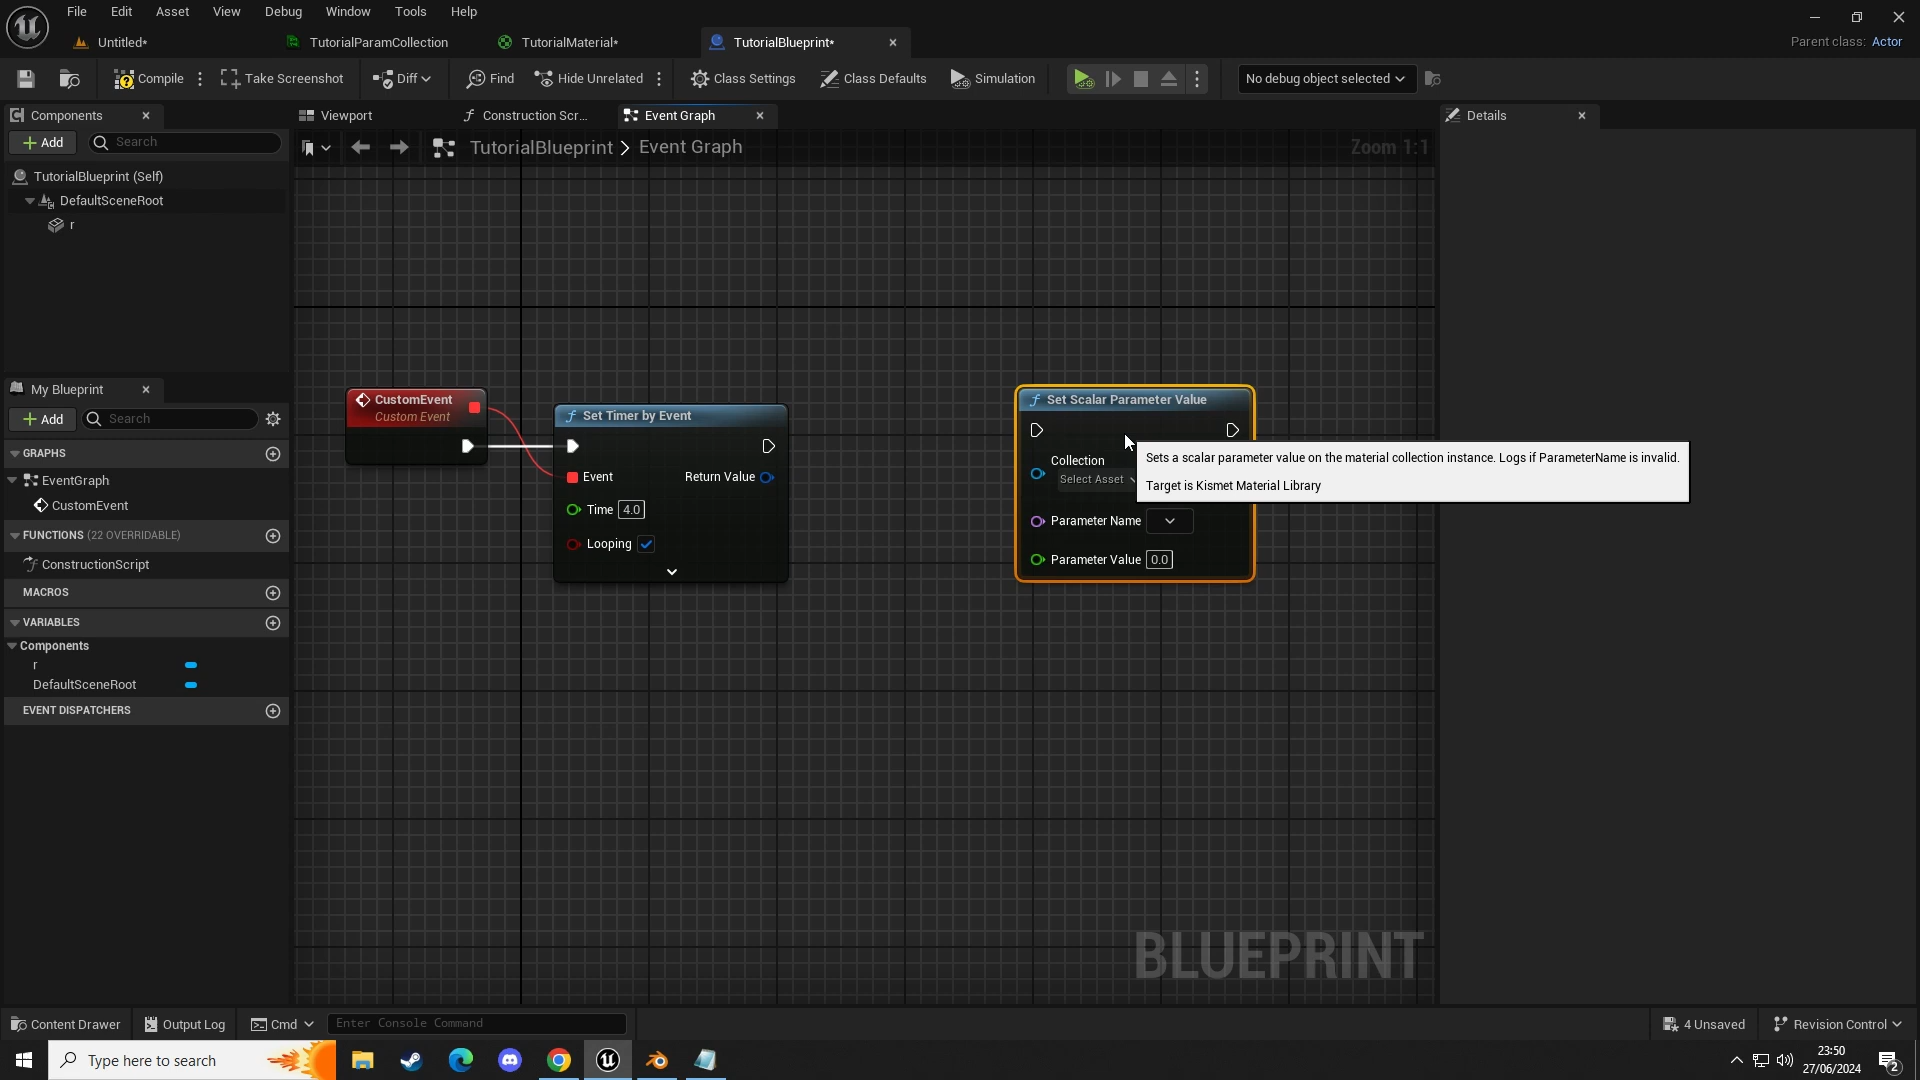 File Edit Asset View Debug Window Tools Help
Untitled* TutorialParamCollection TutorialMaterial* TutorialBlueprint* Parent class: Actor
Compile Take Screenshot Diff Find Hide Unrelated Class Settings Class Defaults Simulation No debug object selected
Components Viewport Construction Scr... Event Graph Details
Add Search TutorialBlueprint > Event Graph Zoom 1:1
TutorialBlueprint (Self)
DefaultSceneRoot
r
My Blueprint
Add Search
GRAPHS
EventGraph
CustomEvent
FUNCTIONS (22 OVERRIDABLE)
ConstructionScript
MACROS
VARIABLES
Components
r
DefaultSceneRoot
EVENT DISPATCHERS
CustomEvent
Custom Event
Set Timer by Event
Event Return Value
Time 4.0
Looping
Set Scalar Parameter Value
Collection
Select Asset
Parameter Name
Parameter Value 0.0
Sets a scalar parameter value on the material collection instance. Logs if ParameterName is invalid.
Target is Kismet Material Library
BLUEPRINT
Content Drawer Output Log Cmd Enter Console Command 4 Unsaved Revision Control
Type here to search 23:50
27/06/2024 2